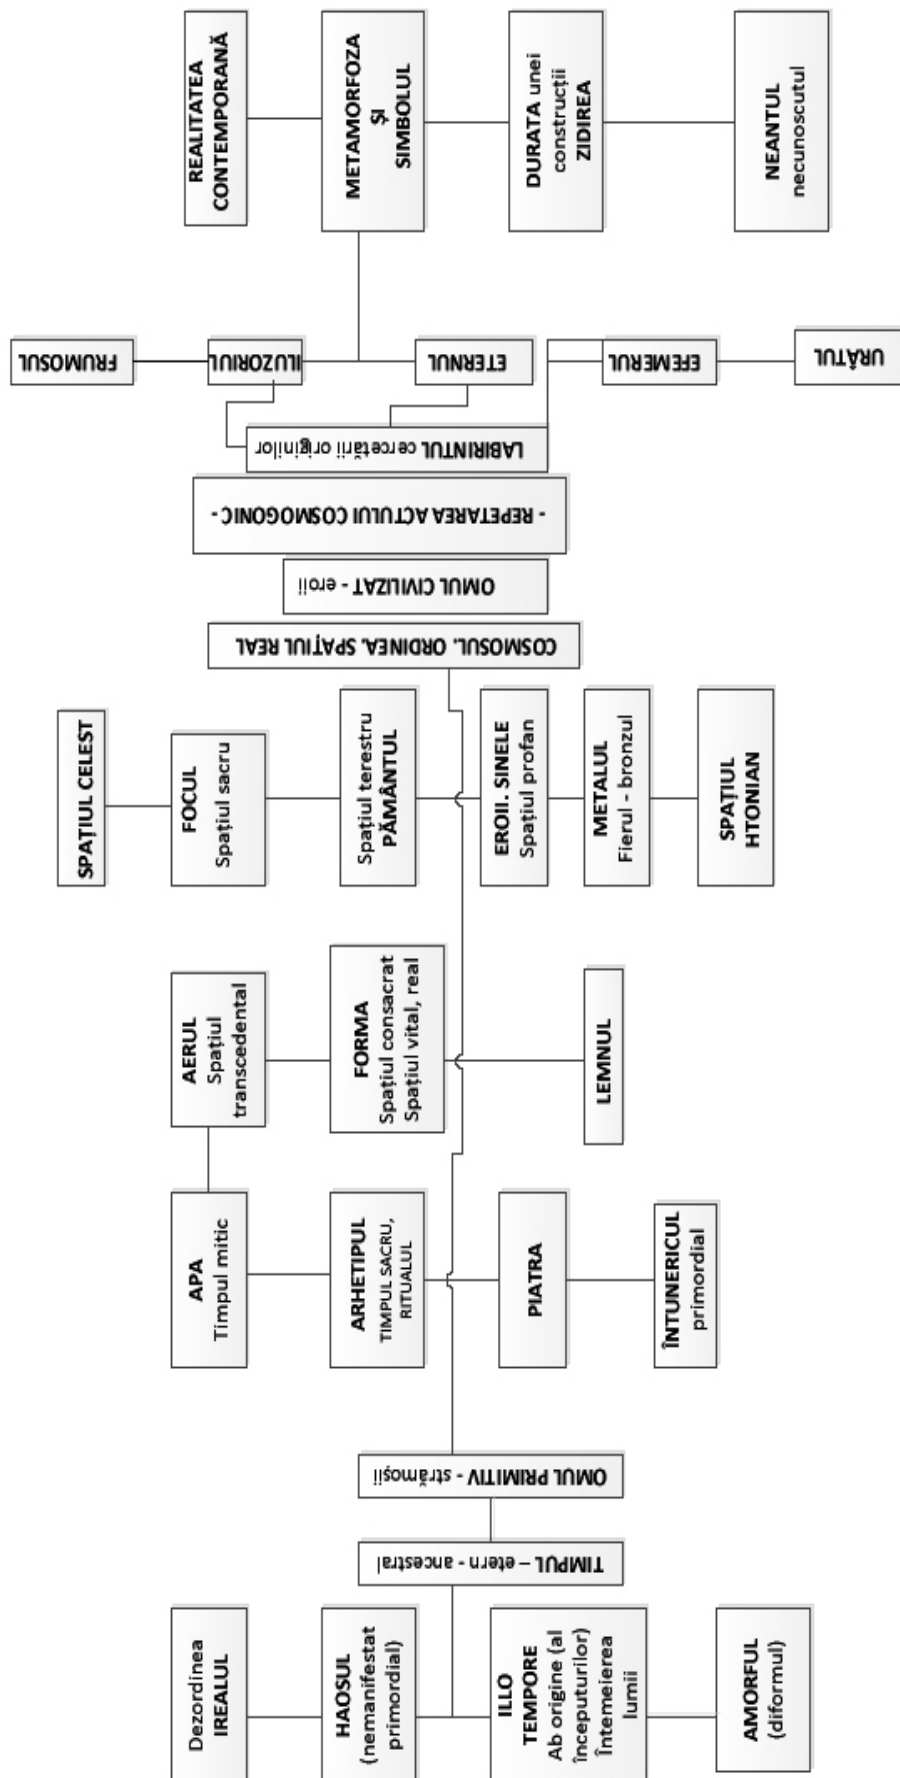 Dezordinea
IREALUL
HAOSUL
(nemanifestat
primordial)
ILLO
TEMPORE
Ab origine (al
începuturilor)
Întemeierea
lumii
AMORFUL
(diformul)
TIMPUL – etern - ancestral
OMUL PRIMITIV - strămoșii
APA
Timpul mitic
ARHETIPUL
TIMPUL SACRU,
RITUALUL
PIATRA
ÎNTUNERICUL
primordial
AERUL
Spațiul
transcedental
FORMA
Spațiul consacrat
Spațiul vital, real
LEMNUL
SPAȚIUL CELEST
FOCUL
Spațiul sacru
Spațiul terestru
PĂMÂNTUL
EROII. SINELE
Spațiul profan
METALUL
Fierul - bronzul
SPAȚIUL
HTONIAN
COSMOSUL. ORDINEA. SPAȚIUL REAL
OMUL CIVILIZAT - eroii
- REPETAREA ACTULUI COSMOGONIC -
LABIRINTUL cercetării originilor
FRUMOSUL
ILUZORIUL
ETERNUL
EFEMERUL
URÂTUL
REALITATEA
CONTEMPORANĂ
METAMORFOZA
ȘI
SIMBOLUL
DURATA unei
construcții
ZIDIREA
NEANTUL
necunoscutul